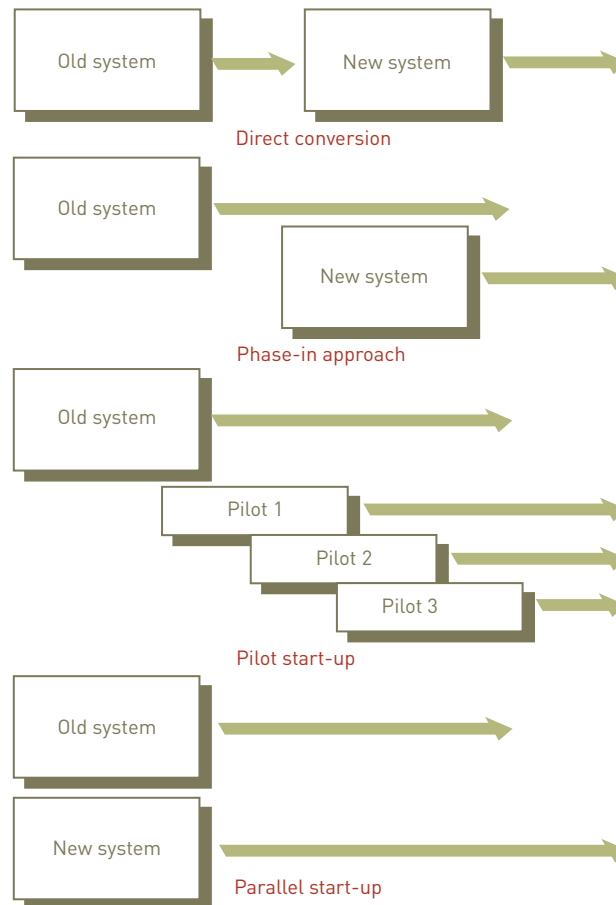 Old system
New system
Direct conversion
Old system
New system
Phase-in approach
Old system
Pilot 1
Pilot 2
Pilot 3
Pilot start-up
Old system
New system
Parallel start-up